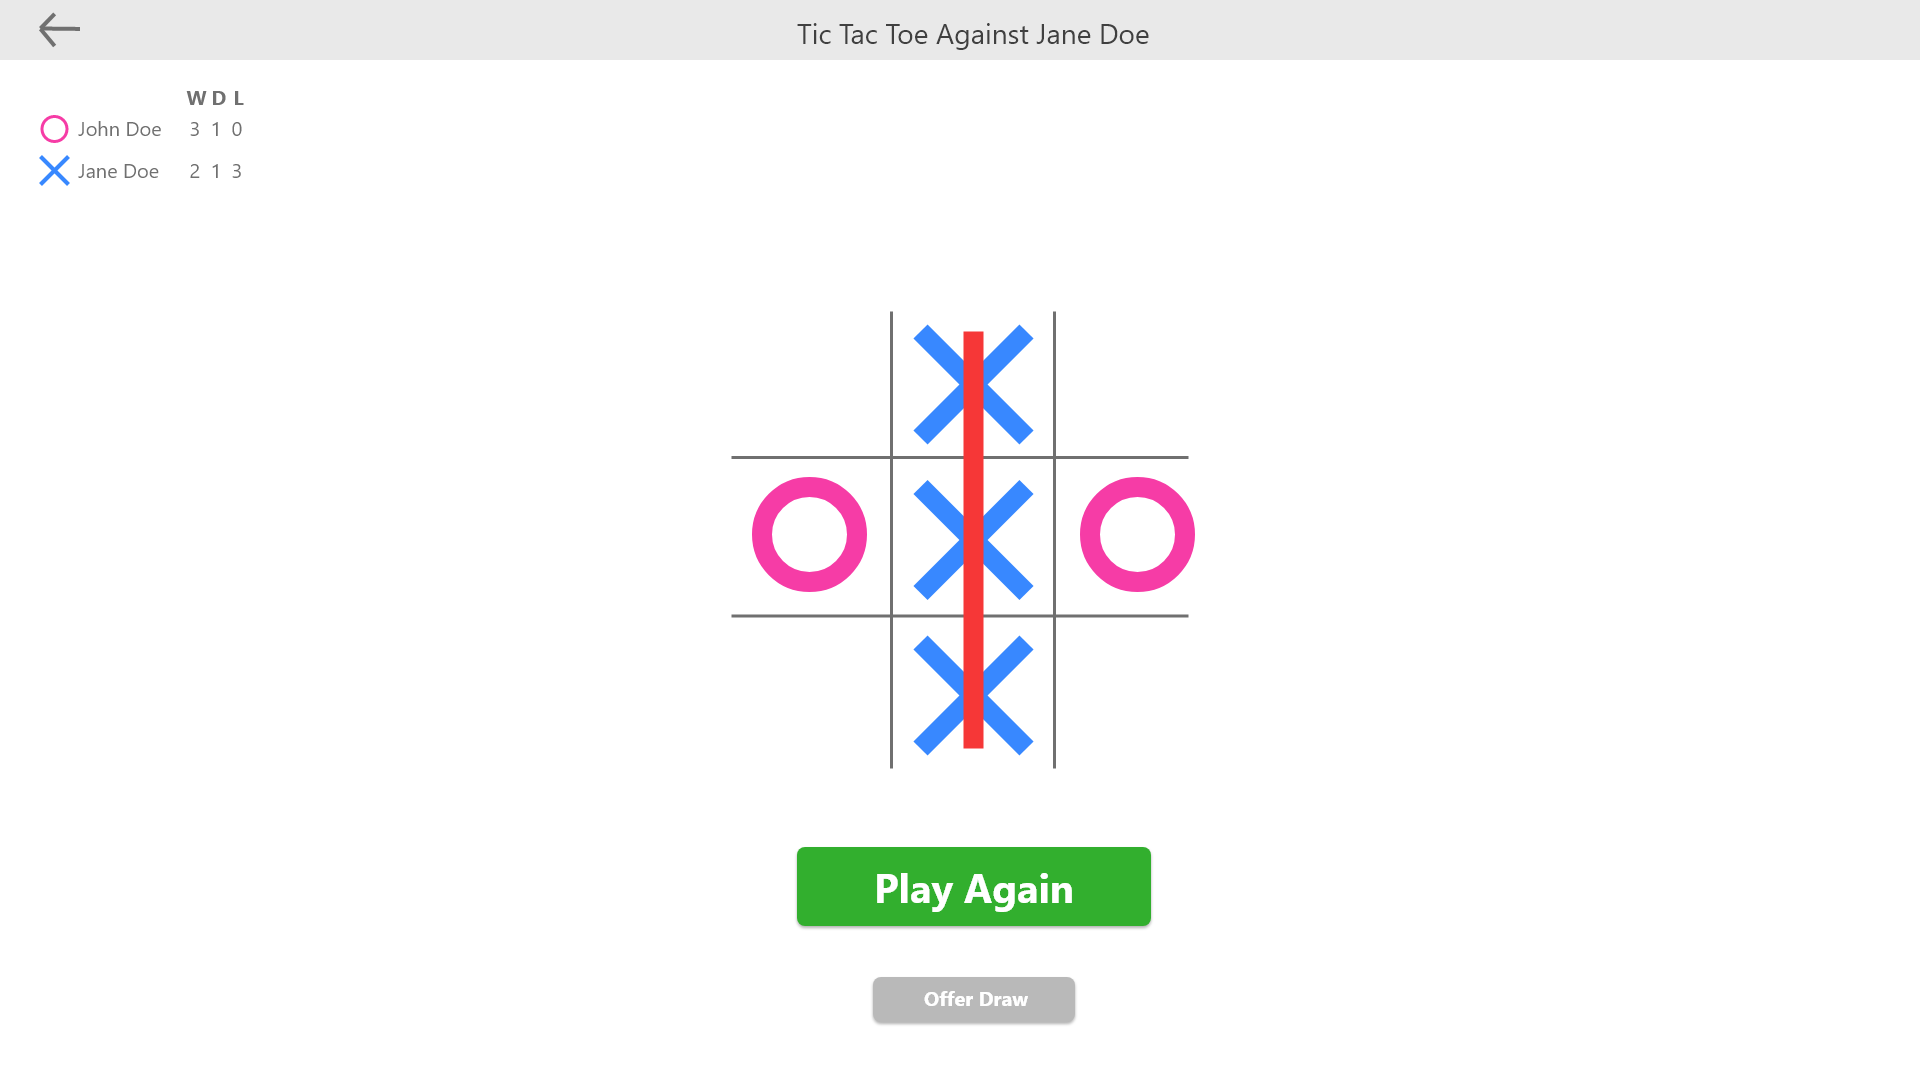 Tic Tac Toe Against Jane Doe
W D L
John Doe 3 1 0
Jane Doe 2 1 3
Play Again
Offer Draw